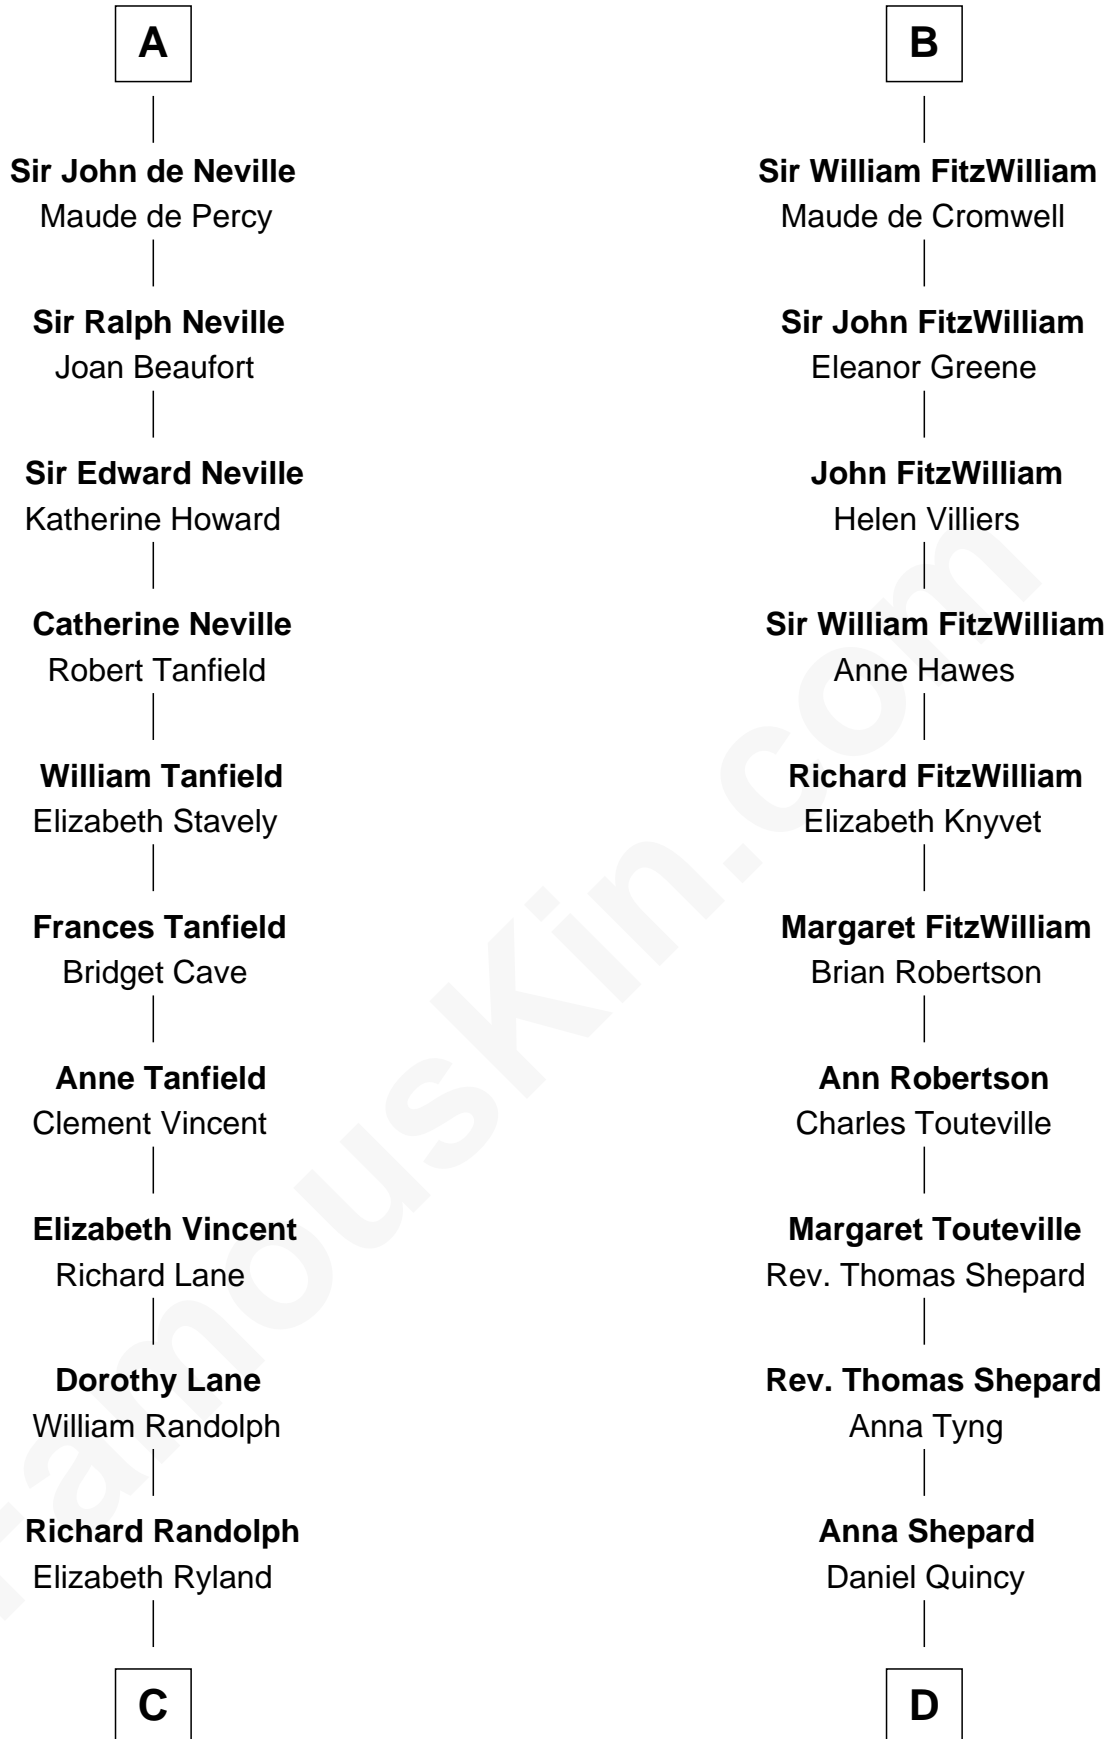 A
Sir John de Neville
Maude de Percy
Sir Ralph Neville
Joan Beaufort
Sir Edward Neville
Katherine Howard
Catherine Neville
Robert Tanfield
William Tanfield
Elizabeth Stavely
Frances Tanfield
Bridget Cave
Anne Tanfield
Clement Vincent
Elizabeth Vincent
Richard Lane
Dorothy Lane
William Randolph
Richard Randolph
Elizabeth Ryland
C
B
Sir William FitzWilliam
Maude de Cromwell
Sir John FitzWilliam
Eleanor Greene
John FitzWilliam
Helen Villiers
Sir William FitzWilliam
Anne Hawes
Richard FitzWilliam
Elizabeth Knyvet
Margaret FitzWilliam
Brian Robertson
Ann Robertson
Charles Touteville
Margaret Touteville
Rev. Thomas Shepard
Rev. Thomas Shepard
Anna Tyng
Anna Shepard
Daniel Quincy
D
FamousKin.com